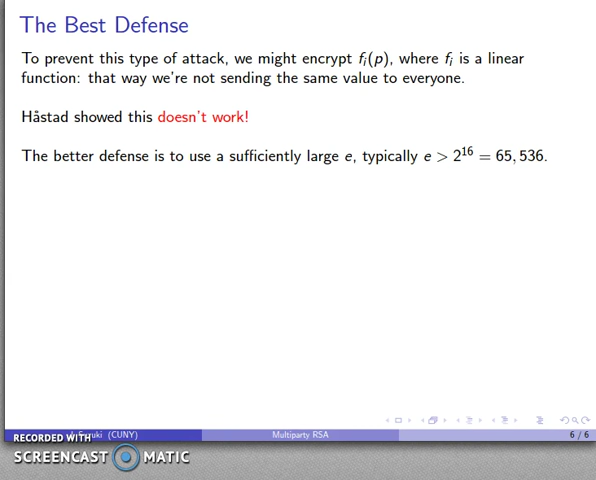 The Best Defense
To prevent this type of attack, we might encrypt fᵢ(p), where fᵢ is a linear
function: that way we're not sending the same value to everyone.
Håstad showed this doesn't work!
The better defense is to use a sufficiently large e, typically e > 2¹⁶ = 65, 536.
(CUNY)
Multiparty RSA
6 / 6
RECORDED WITH
SCREENCAST MATIC